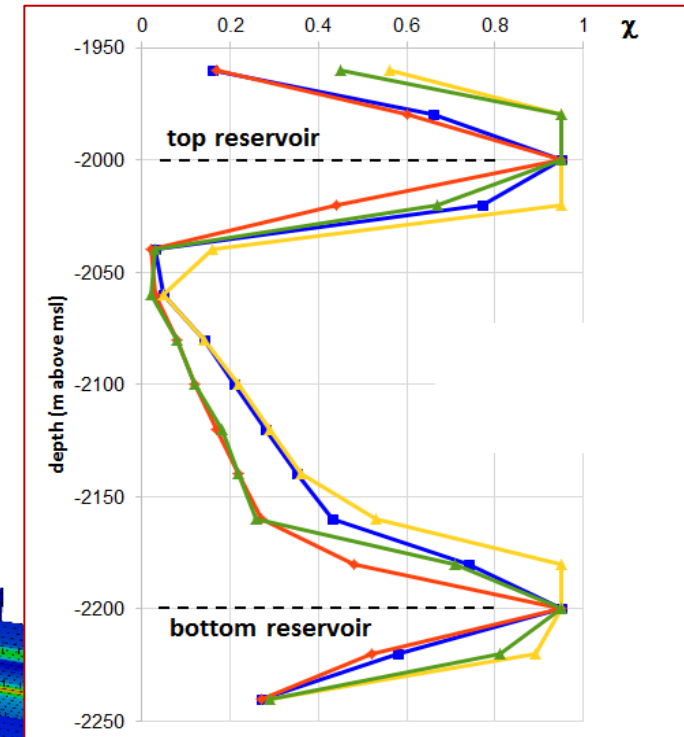 0 0.2 0.4 0.6 0.8 1 χ
-1950
top reservoir
-2000
-2050
depth (m above msl)
-2100
-2150
-2200
bottom reservoir
-2250